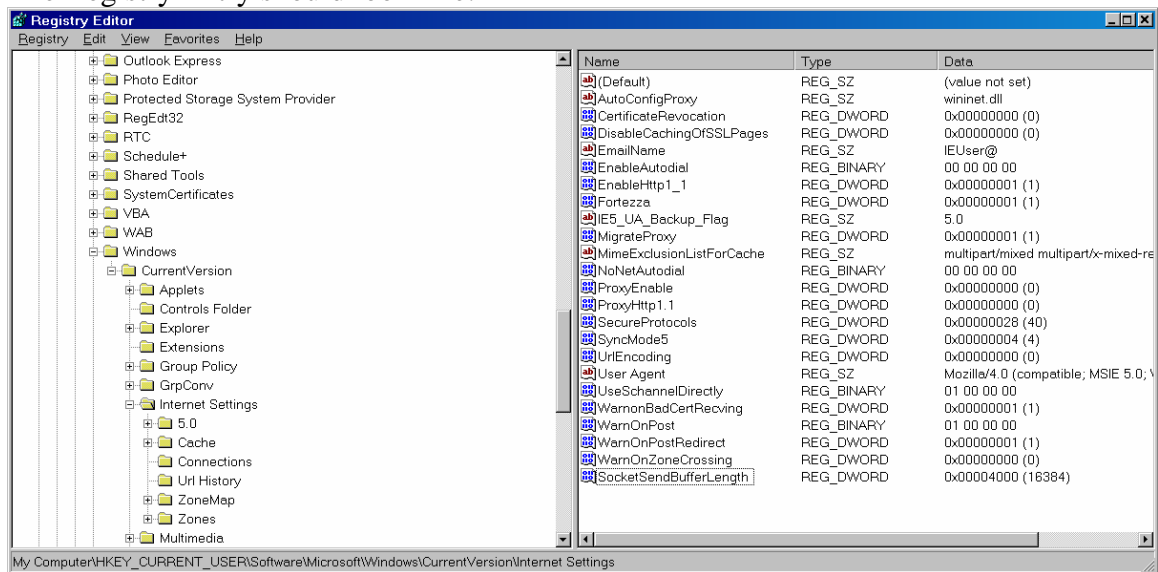 Registry Editor
Registry Edit View Favorites Help
Outlook Express
Photo Editor
Protected Storage System Provider
RegEdt32
RTC
Schedule+
Shared Tools
SystemCertificates
VBA
WAB
Windows
CurrentVersion
Applets
Controls Folder
Explorer
Extensions
Group Policy
GrpConv
Internet Settings
5.0
Cache
Connections
Url History
ZoneMap
Zones
Multimedia
Name Type Data
(Default) REG_SZ (value not set)
AutoConfigProxy REG_SZ wininet.dll
CertificateRevocation REG_DWORD 0x00000000 (0)
DisableCachingOfSSLPages REG_DWORD 0x00000000 (0)
EmailName REG_SZ IEUser@
EnableAutodial REG_BINARY 00 00 00 00
EnableHttp1_1 REG_DWORD 0x00000001 (1)
Fortezza REG_DWORD 0x00000001 (1)
IE5_UA_Backup_Flag REG_SZ 5.0
MigrateProxy REG_DWORD 0x00000001 (1)
MimeExclusionListForCache REG_SZ multipart/mixed multipart/x-mixed-re
NoNetAutodial REG_BINARY 00 00 00 00
ProxyEnable REG_DWORD 0x00000000 (0)
ProxyHttp1.1 REG_DWORD 0x00000000 (0)
SecureProtocols REG_DWORD 0x00000028 (40)
SyncMode5 REG_DWORD 0x00000004 (4)
UrlEncoding REG_DWORD 0x00000000 (0)
User Agent REG_SZ Mozilla/4.0 (compatible; MSIE 5.0;
UseSchannelDirectly REG_BINARY 01 00 00 00
WarnonBadCertRecving REG_DWORD 0x00000001 (1)
WarnOnPost REG_BINARY 01 00 00 00
WarnOnPostRedirect REG_DWORD 0x00000001 (1)
WarnOnZoneCrossing REG_DWORD 0x00000000 (0)
SocketSendBufferLength REG_DWORD 0x00004000 (16384)
My Computer\HKEY_CURRENT_USER\Software\Microsoft\Windows\CurrentVersion\Internet Settings